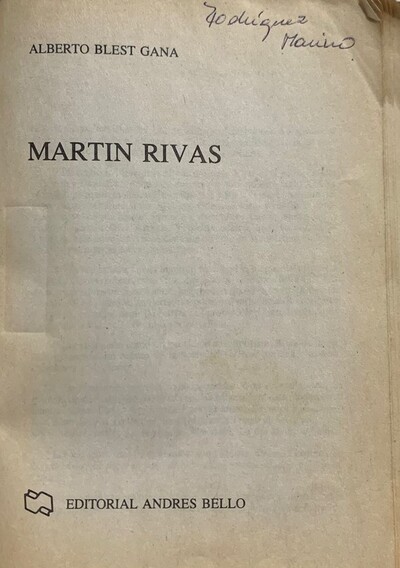 Rodríguez
Marino
ALBERTO BLEST GANA
MARTIN RIVAS
EDITORIAL ANDRES BELLO